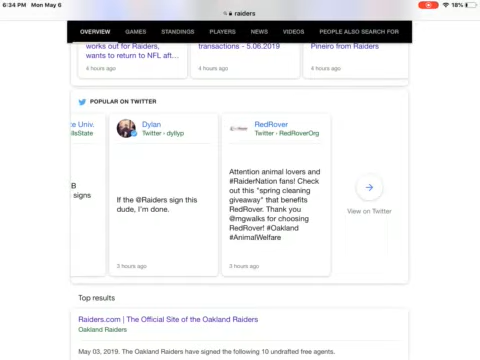 6:34 PM Mon May 6
18%
raiders
OVERVIEW GAMES STANDINGS PLAYERS NEWS VIDEOS PEOPLE ALSO SEARCH FOR
works out for Raiders,
wants to return to NFL aft...
4 hours ago
transactions - 5.06.2019
4 hours ago
Pineiro from Raiders
4 hours ago
POPULAR ON TWITTER
e Univ.
llsState
B
signs
Dylan
Twitter › dyllyp
If the @Raiders sign this
dude, I'm done.
3 hours ago
RedRover
Twitter › RedRoverOrg
Attention animal lovers and
#RaiderNation fans! Check
out this "spring cleaning
giveaway" that benefits
RedRover. Thank you
@mgwalks for choosing
RedRover! #Oakland
#AnimalWelfare
3 hours ago
View on Twitter
Top results
Raiders.com | The Official Site of the Oakland Raiders
Oakland Raiders
May 03, 2019. The Oakland Raiders have signed the following 10 undrafted free agents.